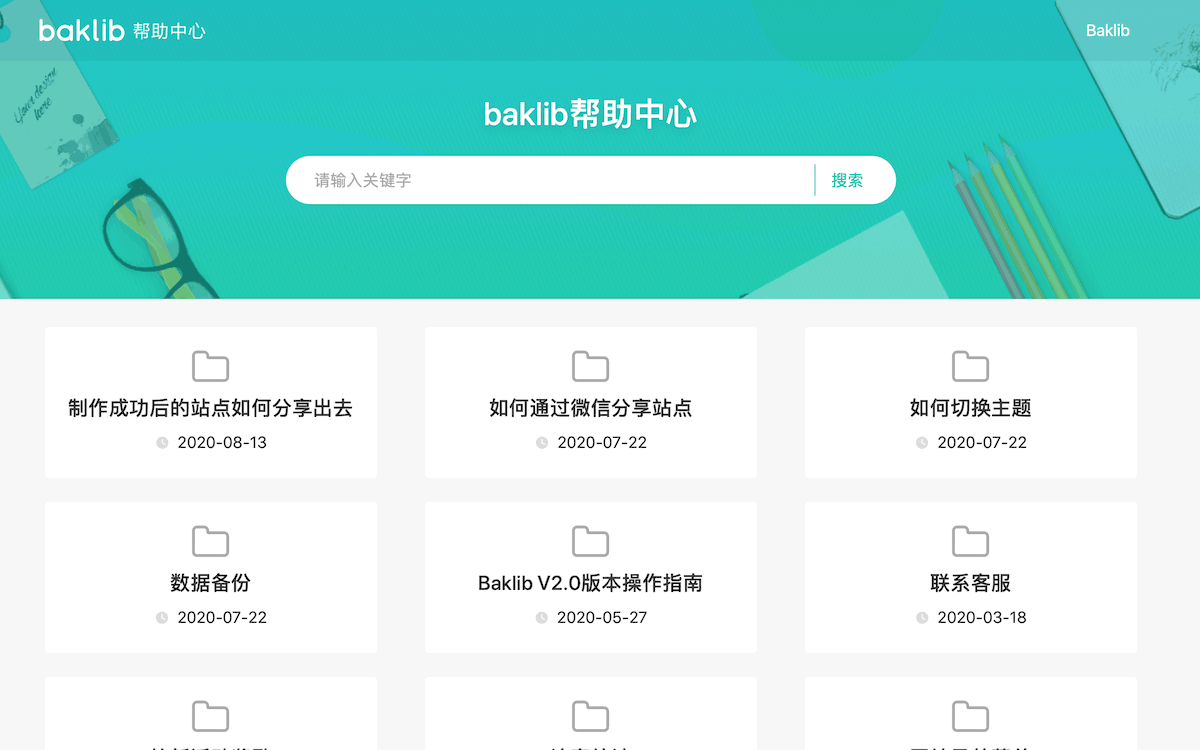 baklib 帮助中心
Baklib
Your design
here
baklib帮助中心
请输入关键字
搜索
制作成功后的站点如何分享出去
2020-08-13
如何通过微信分享站点
2020-07-22
如何切换主题
2020-07-22
数据备份
2020-07-22
Baklib V2.0版本操作指南
2020-05-27
联系客服
2020-03-18